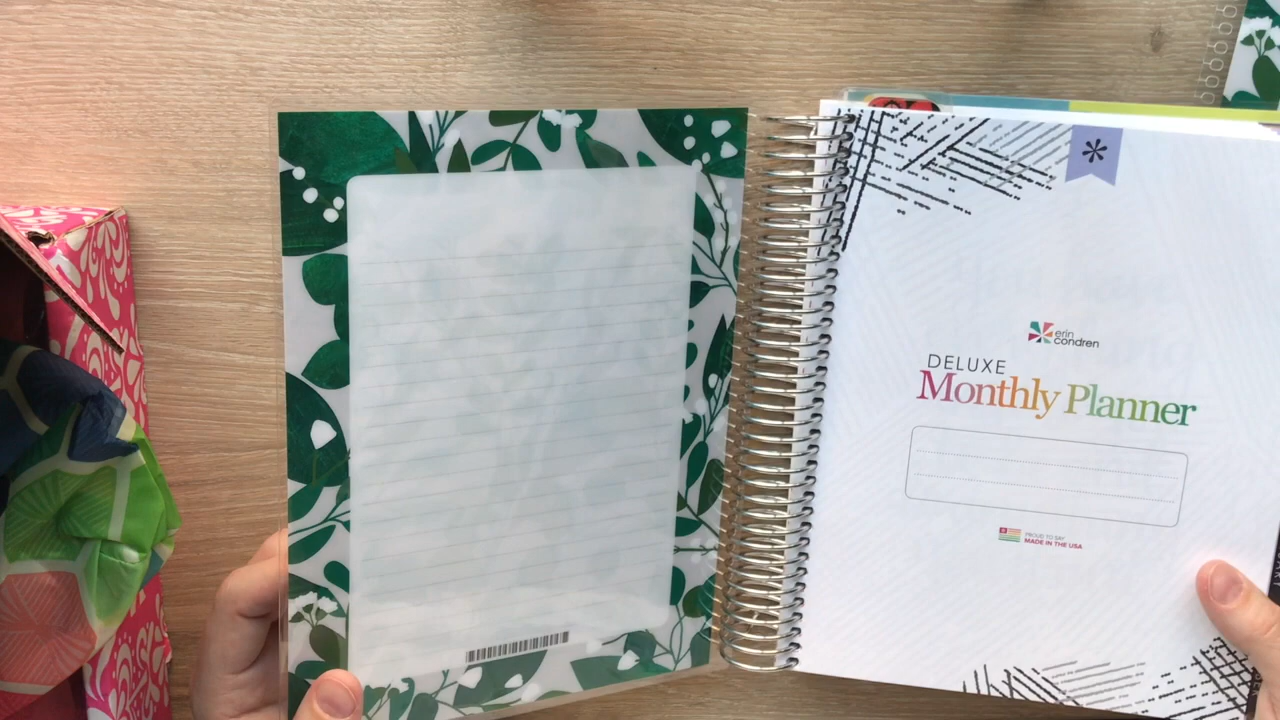 erin
condren
DELUXE
Monthly Planner
PROUD TO SAY
MADE IN THE USA